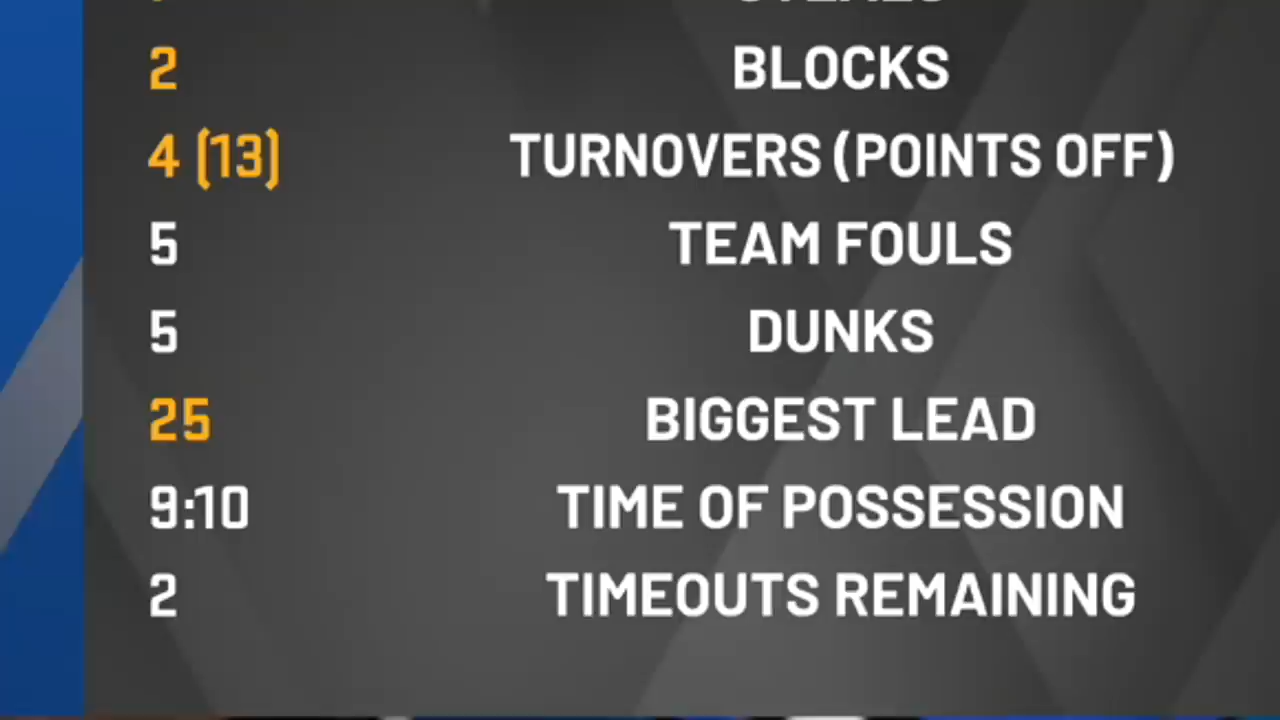 2 BLOCKS
4 (13) TURNOVERS (POINTS OFF)
5 TEAM FOULS
5 DUNKS
25 BIGGEST LEAD
9:10 TIME OF POSSESSION
2 TIMEOUTS REMAINING